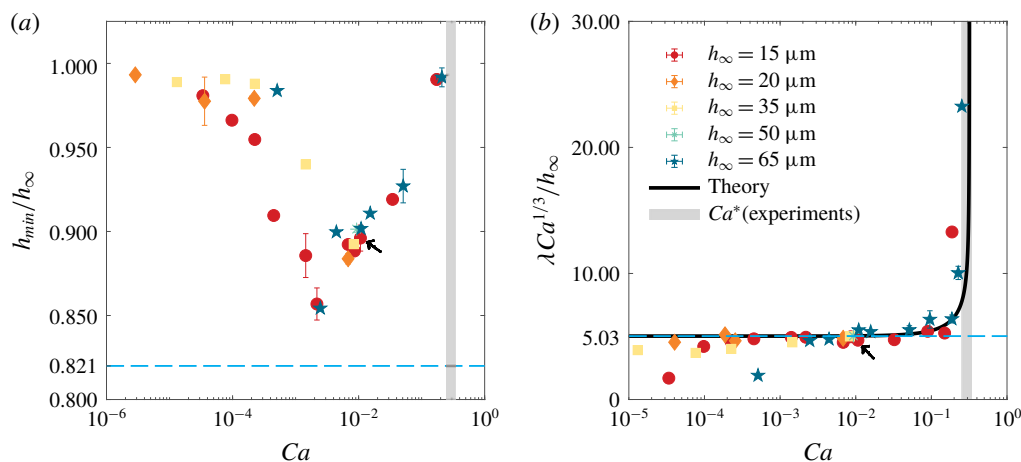 (a)
1.000
0.950
0.900
0.850
0.821
0.800
h_min/h_∞
10^−6
10^−4
10^−2
10^0
Ca
(b)
30.00
20.00
10.00
5.03
0
λCa^1/3/h_∞
h_∞ = 15 μm
h_∞ = 20 μm
h_∞ = 35 μm
h_∞ = 50 μm
h_∞ = 65 μm
Theory
Ca*(experiments)
10^−5
10^−4
10^−3
10^−2
10^−1
10^0
Ca